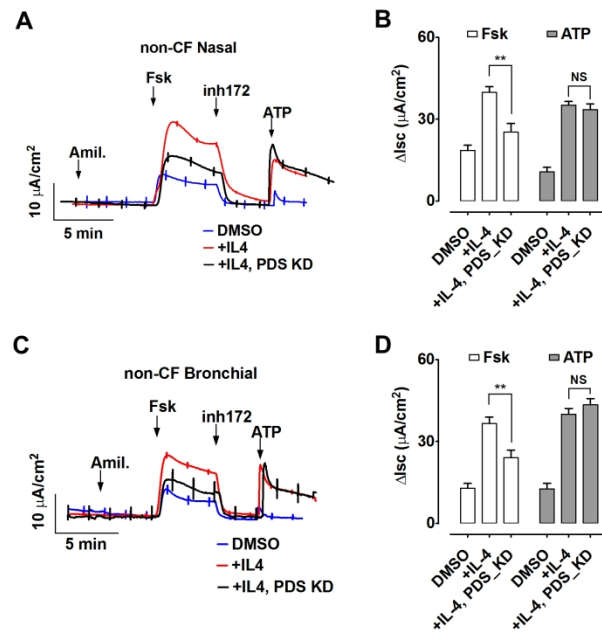 A
non-CF Nasal
Fsk
inh172
ATP
Amil.
10 μA/cm²
5 min
DMSO
+IL4
+IL4, PDS KD
B
Fsk
ATP
60
30
0
ΔIsc (μA/cm²)
**
NS
DMSO
+IL-4
+IL-4, PDS_KD
DMSO
+IL-4
+IL-4, PDS_KD
C
non-CF Bronchial
Fsk
inh172
ATP
Amil.
10 μA/cm²
5 min
DMSO
+IL4
+IL4, PDS KD
D
Fsk
ATP
60
30
0
ΔIsc (μA/cm²)
**
NS
DMSO
+IL-4
+IL-4, PDS_KD
DMSO
+IL-4
+IL-4, PDS_KD